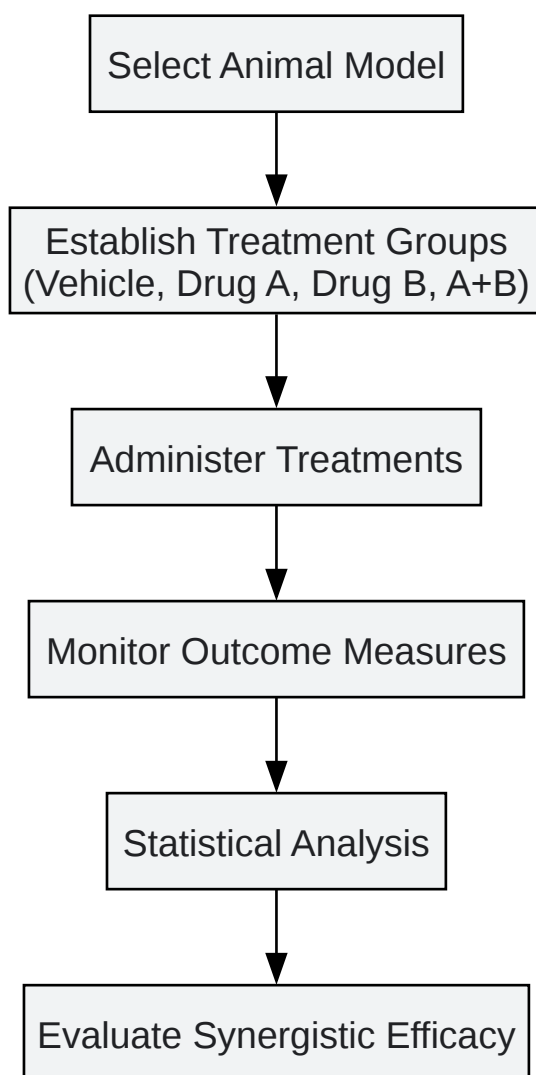 Select Animal Model
Establish Treatment Groups
(Vehicle, Drug A, Drug B, A+B)
Administer Treatments
Monitor Outcome Measures
Statistical Analysis
Evaluate Synergistic Efficacy